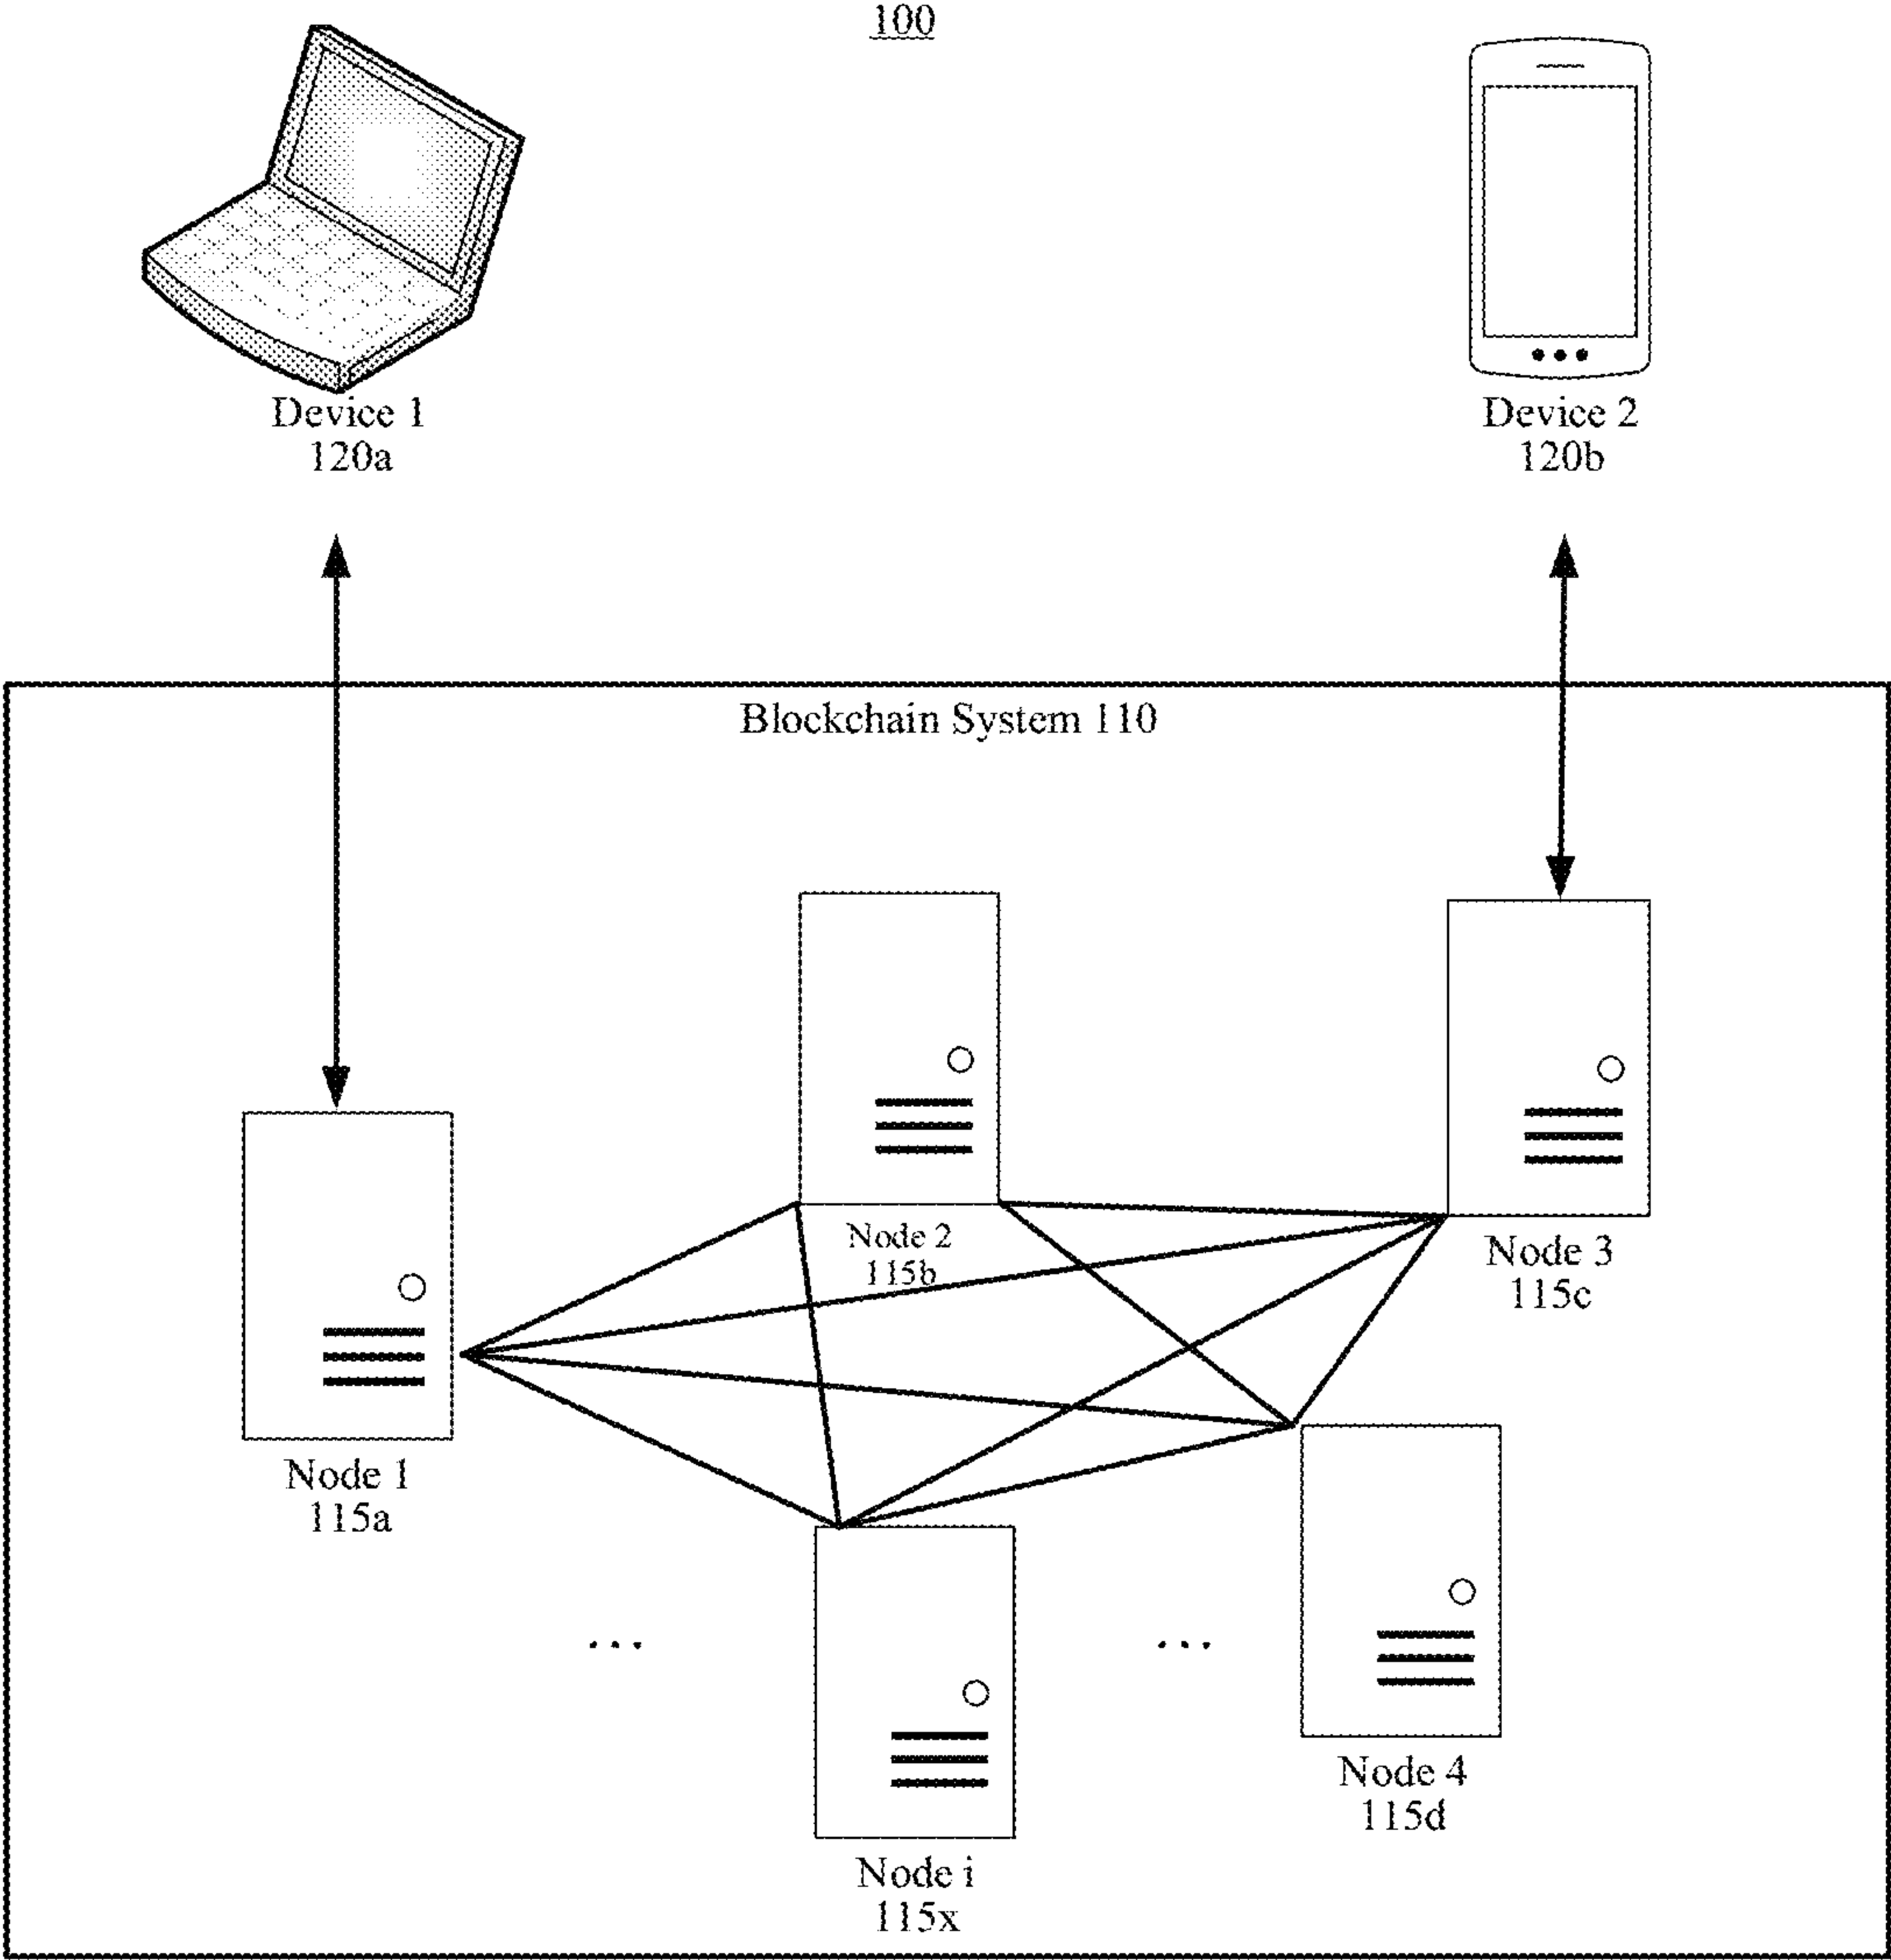 100
Device 1
120a
Device 2
120b
Blockchain System 110
Node 2
115b
Node 3
115c
Node 1
115a
...
...
Node 4
115d
Node i
115x